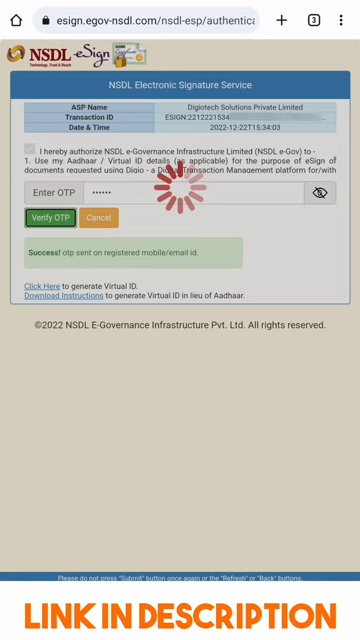 esign.egov-nsdl.com/nsdl-esp/authentica
3
NSDL eSign
Technology, Trust & Reach
NSDL Electronic Signature Service
ASP Name Digiotech Solutions Private Limited
Transaction ID ESIGN:2212221534
Date & Time 2022-12-22T15:34:03
I hereby authorize NSDL e-Governance Infrastructure Limited (NSDL e-Gov) to -
1. Use my Aadhaar / Virtual ID details (as applicable) for the purpose of eSign of
documents requested using Digio - a Digital Transaction Management platform for/with
Enter OTP ••••••
Verify OTP Cancel
Success! otp sent on registered mobile/email id.
Click Here to generate Virtual ID.
Download Instructions to generate Virtual ID in lieu of Aadhaar.
©2022 NSDL E-Governance Infrastructure Pvt. Ltd. All rights reserved.
Please do not press "Submit" button once again or the "Refresh" or "Back" buttons.
LINK IN DESCRIPTION